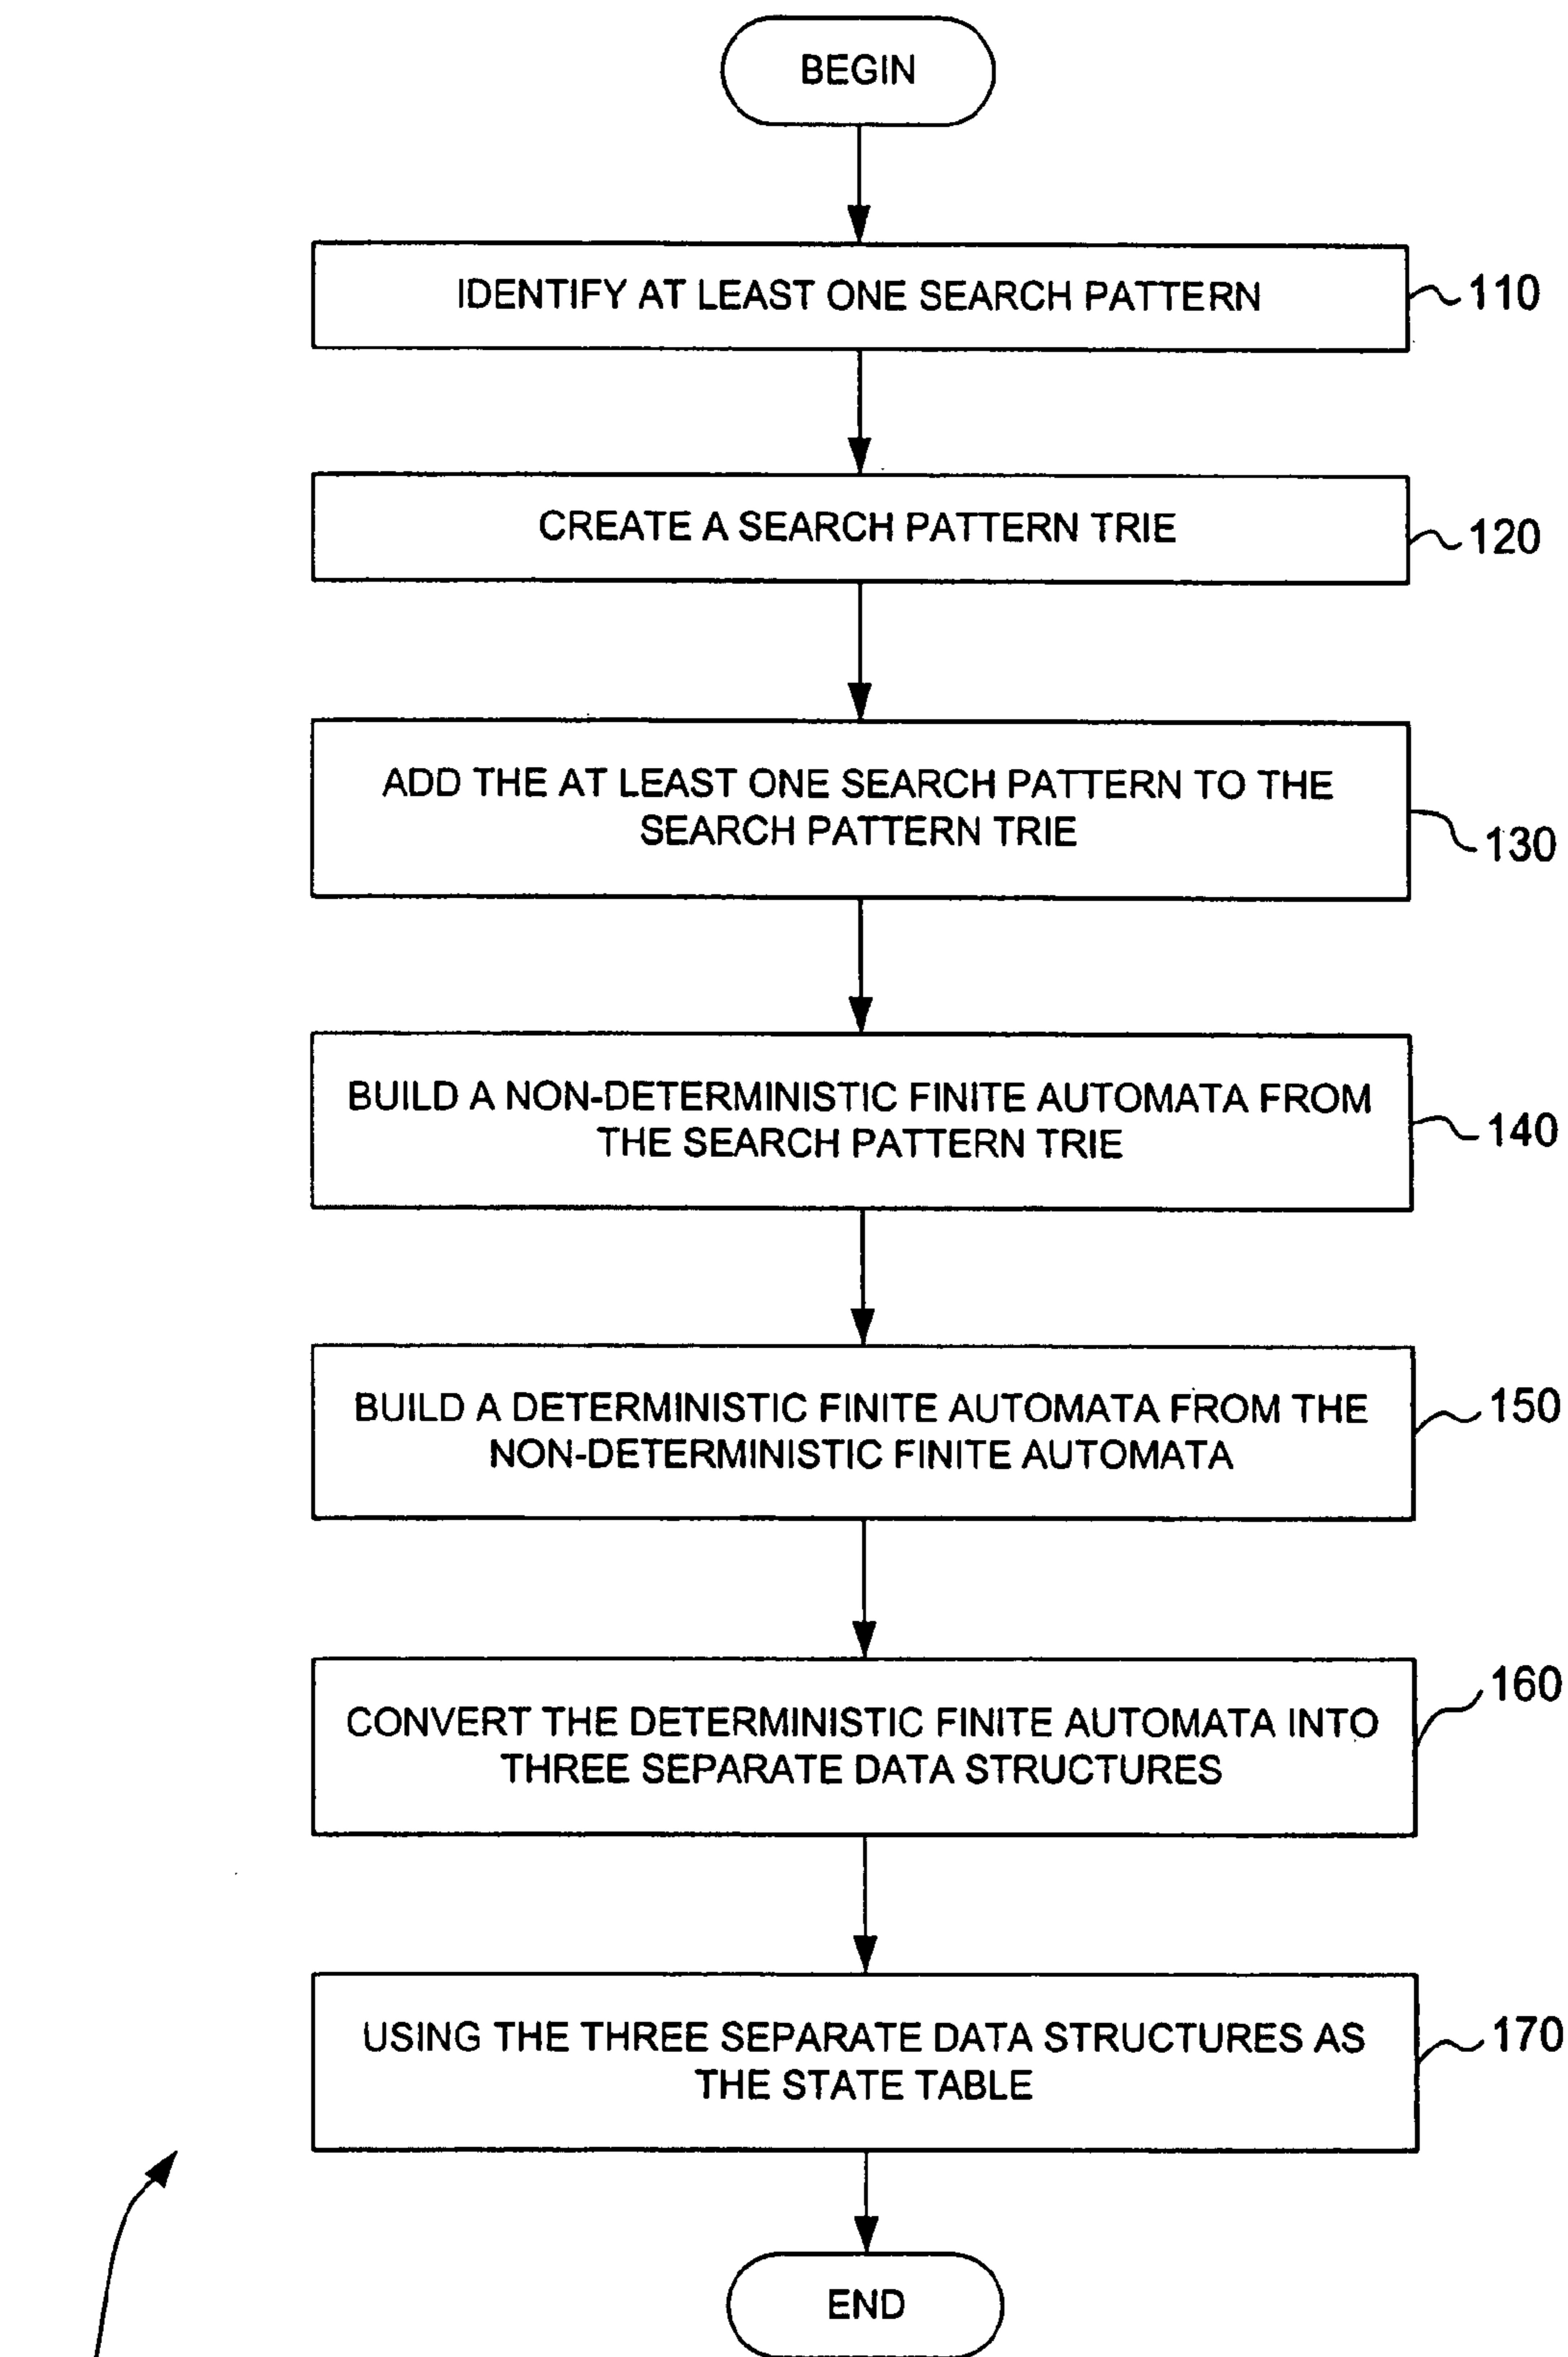 BEGIN
IDENTIFY AT LEAST ONE SEARCH PATTERN
110
CREATE A SEARCH PATTERN TRIE
120
ADD THE AT LEAST ONE SEARCH PATTERN TO THE
SEARCH PATTERN TRIE
130
BUILD A NON-DETERMINISTIC FINITE AUTOMATA FROM
THE SEARCH PATTERN TRIE
140
BUILD A DETERMINISTIC FINITE AUTOMATA FROM THE
NON-DETERMINISTIC FINITE AUTOMATA
150
CONVERT THE DETERMINISTIC FINITE AUTOMATA INTO
THREE SEPARATE DATA STRUCTURES
160
USING THE THREE SEPARATE DATA STRUCTURES AS
THE STATE TABLE
170
END